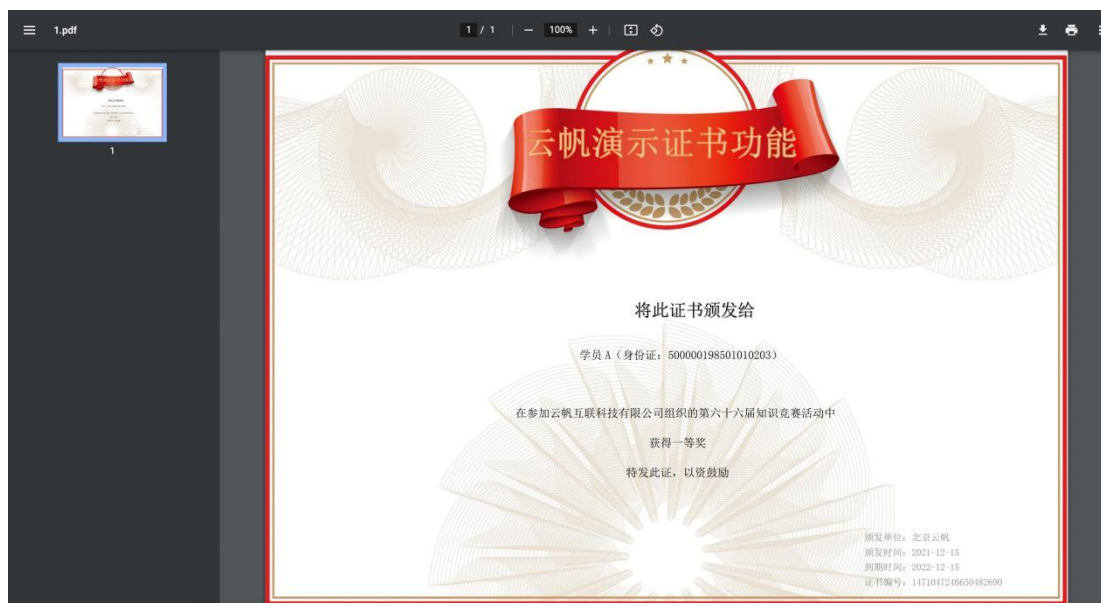 1.pdf
1 / 1
100%
1
云帆演示证书功能
将此证书颁发给
学员 A（身份证：500000198501010203）
在参加云帆互联科技有限公司组织的第六十六届知识竞赛活动中
获得一等奖
特发此证，以资鼓励
颁发单位：北京云帆
颁发时间：2021-12-15
到期时间：2022-12-15
证书编号：1471047246650482690